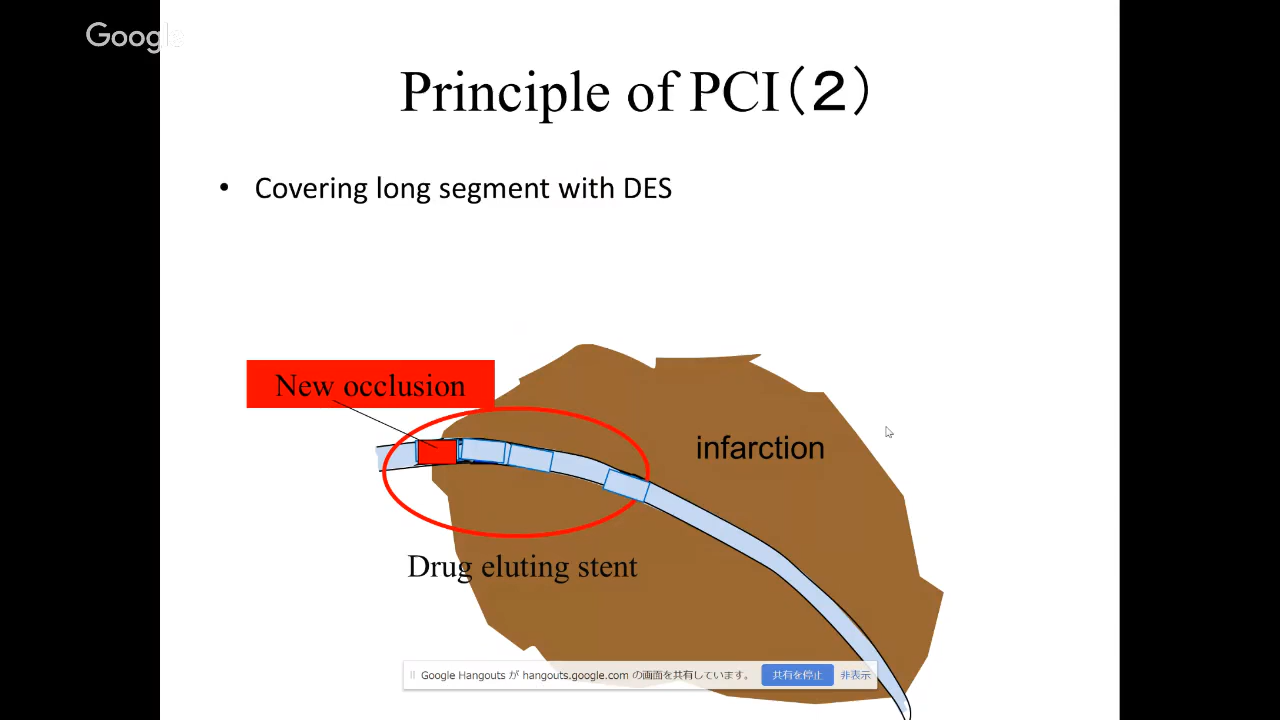 Google
Principle of PCI(2)
• Covering long segment with DES
New occlusion
infarction
Drug eluting stent
Google Hangouts が hangouts.google.com の画面を共有しています。 共有を停止 非表示